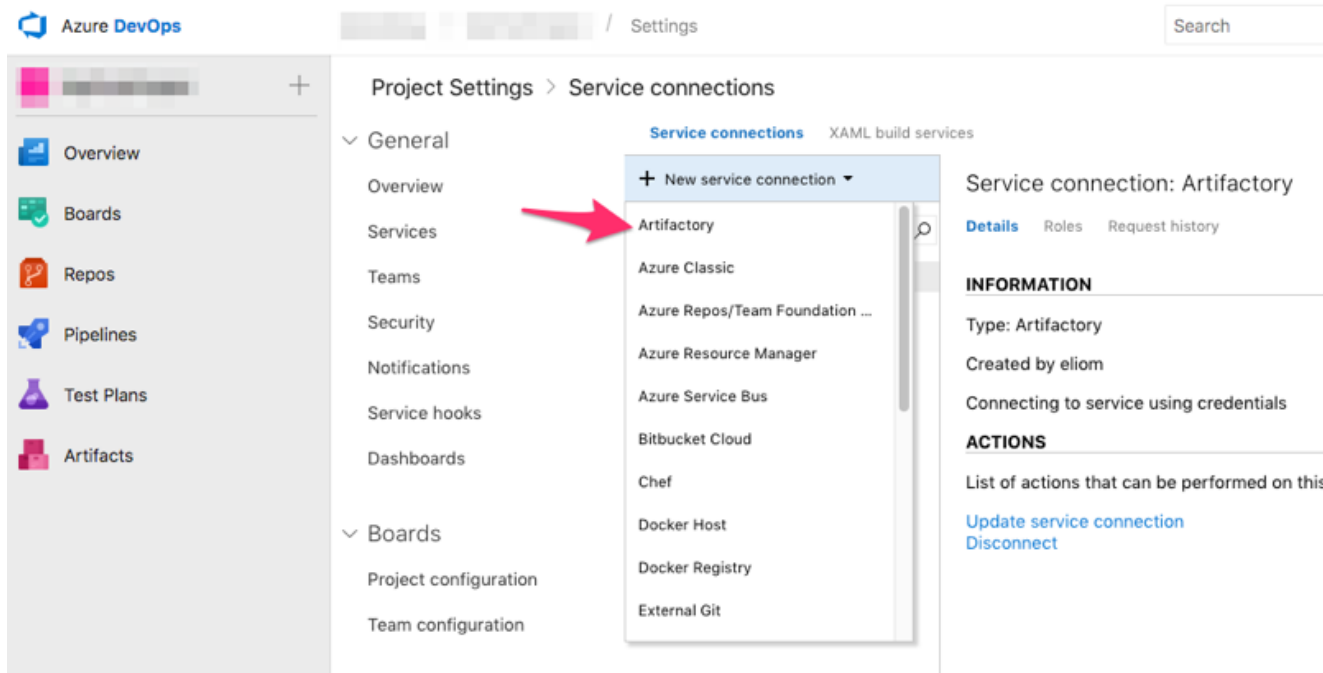 Azure DevOps
/ Settings
Search
+
Overview
Boards
Repos
Pipelines
Test Plans
Artifacts
Project Settings > Service connections
General
Overview
Services
Teams
Security
Notifications
Service hooks
Dashboards
Boards
Project configuration
Team configuration
Service connections XAML build services
+ New service connection
Artifactory
Azure Classic
Azure Repos/Team Foundation ...
Azure Resource Manager
Azure Service Bus
Bitbucket Cloud
Chef
Docker Host
Docker Registry
External Git
Service connection: Artifactory
Details Roles Request history
INFORMATION
Type: Artifactory
Created by eliom
Connecting to service using credentials
ACTIONS
List of actions that can be performed on this
Update service connection
Disconnect